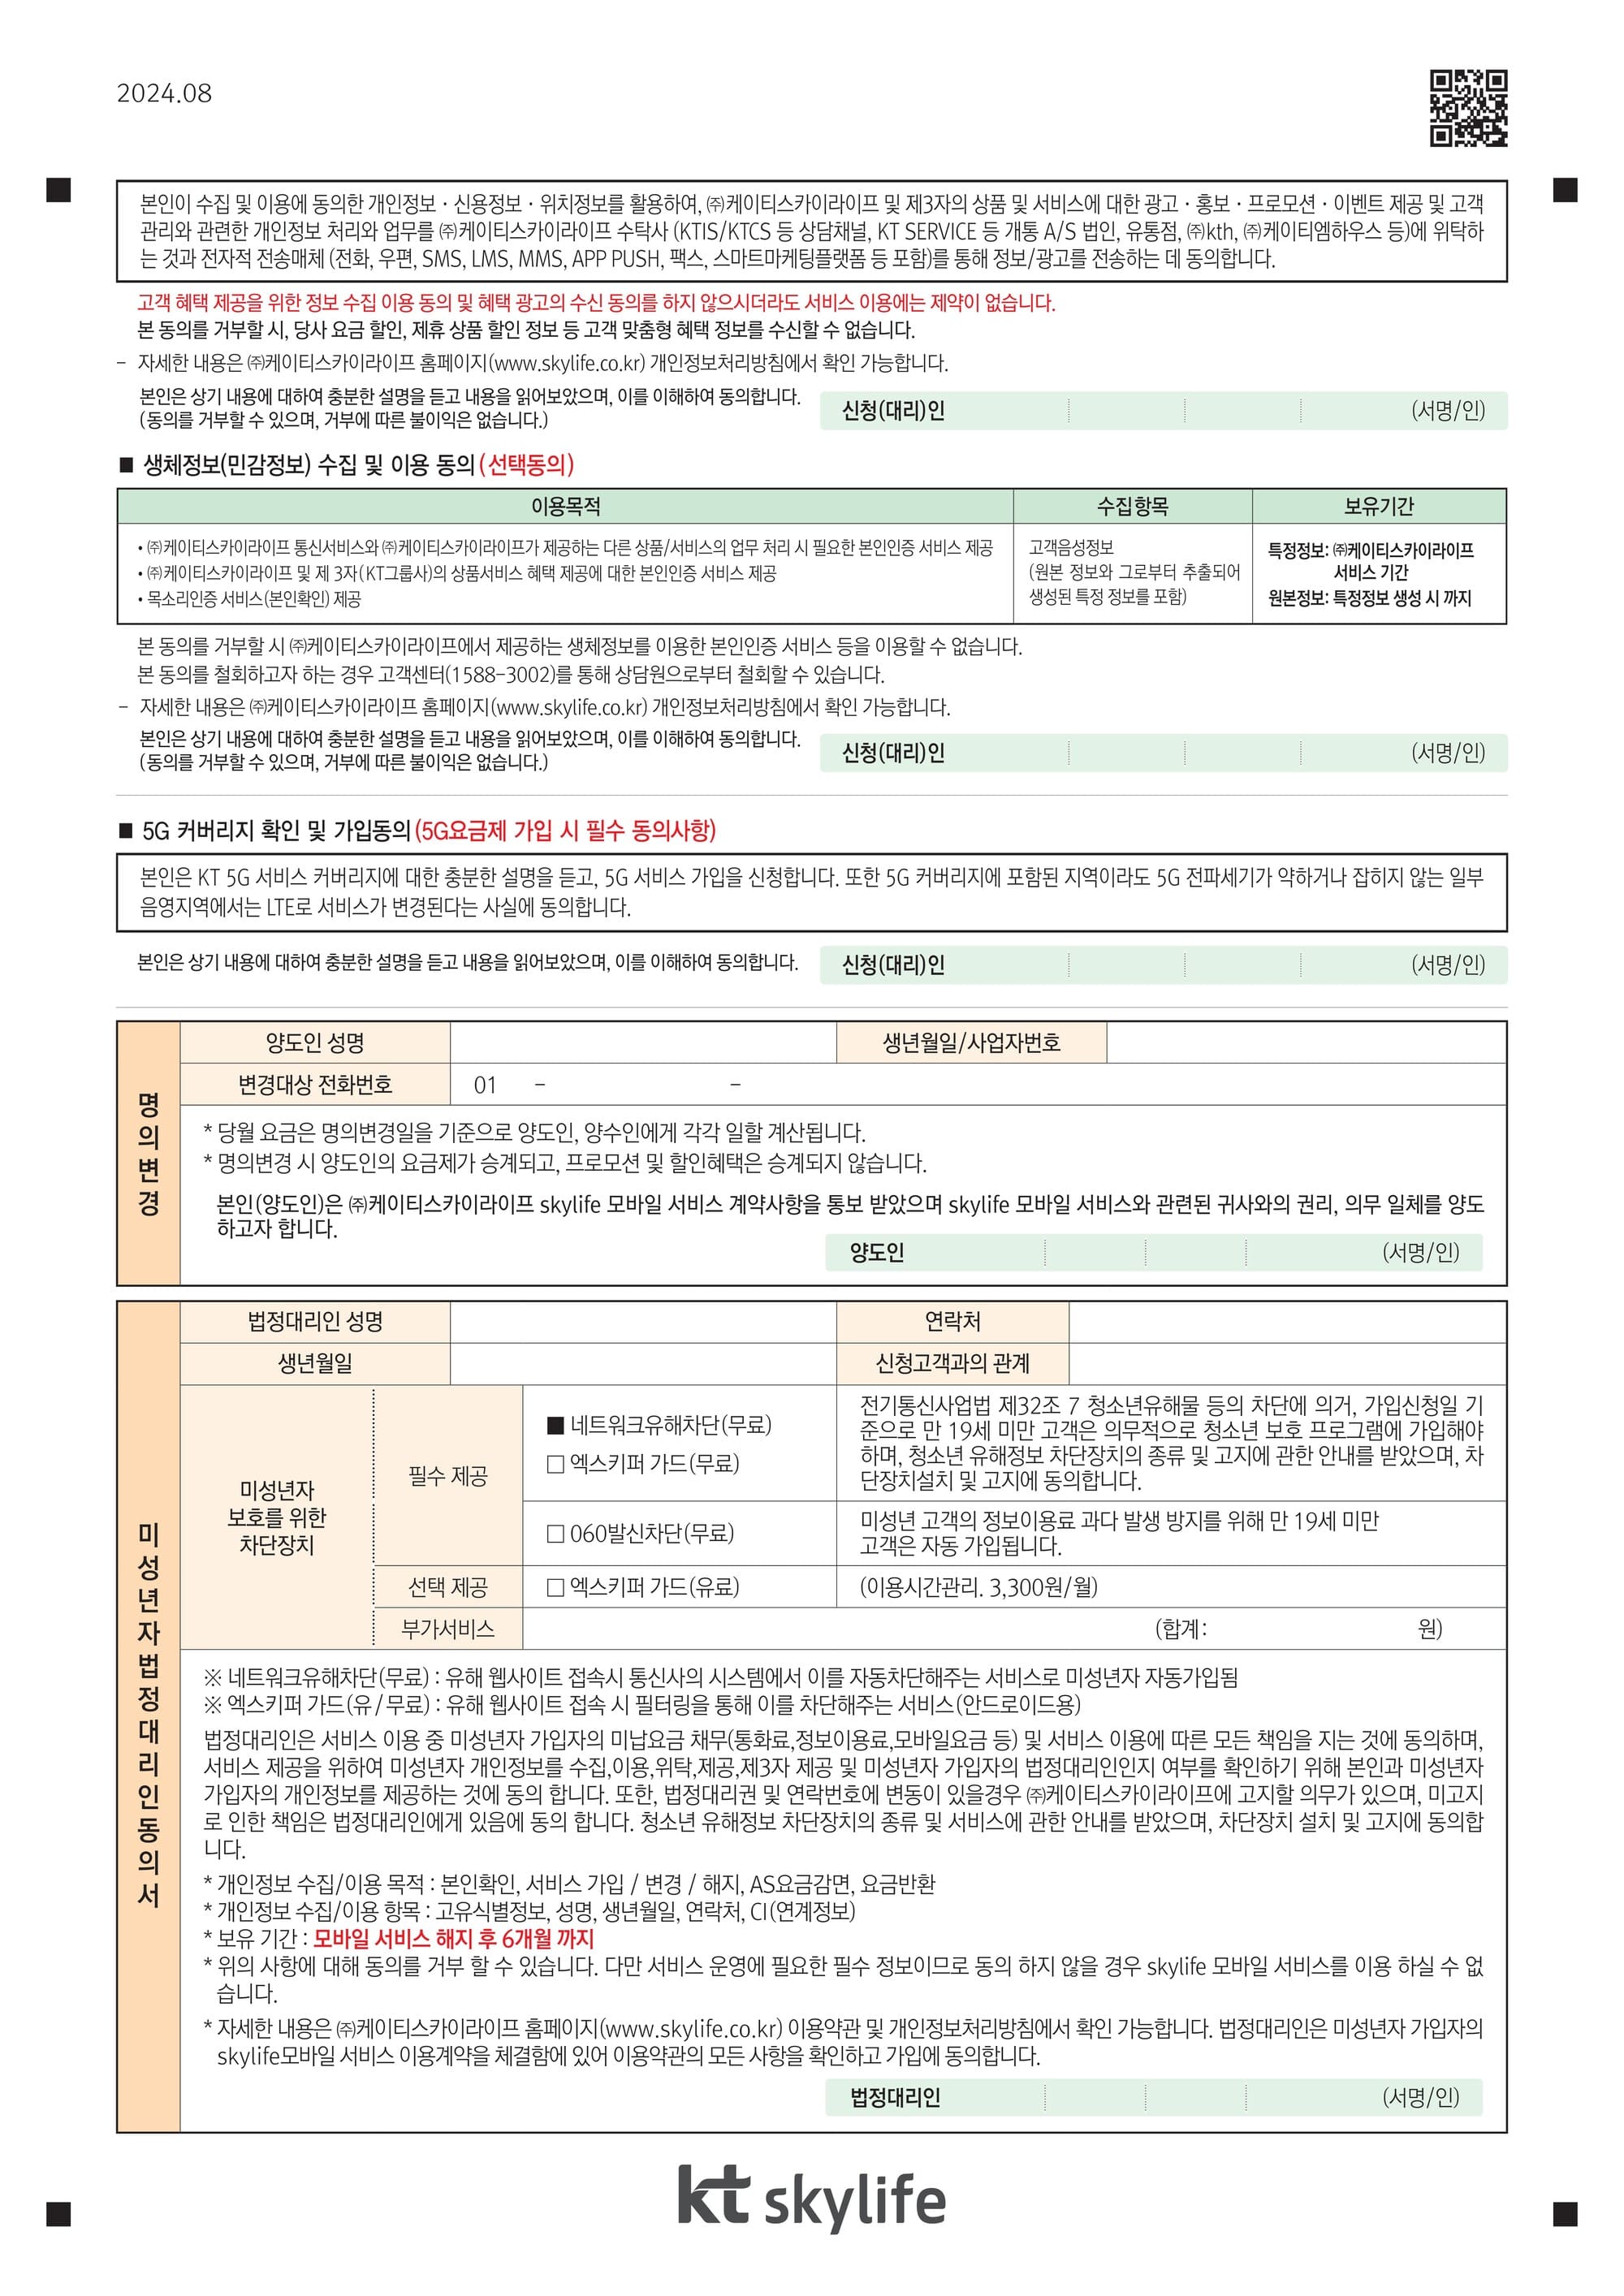 2024.08
본인이 수집 및 이용에 동의한 개인정보 · 신용정보 · 위치정보를 활용하여, ㈜케이티스카이라이프 및 제3자의 상품 및 서비스에 대한 광고 · 홍보 · 프로모션 · 이벤트 제공 및 고객
관리와 관련한 개인정보 처리와 업무를 ㈜케이티스카이라이프 수탁사 (KTIS/KTCS 등 상담채널, KT SERVICE 등 개통 A/S 법인, 유통점, ㈜kth, ㈜케이티엠하우스 등)에 위탁하
는 것과 전자적 전송매체 (전화, 우편, SMS, LMS, MMS, APP PUSH, 팩스, 스마트마케팅플랫폼 등 포함)를 통해 정보/광고를 전송하는 데 동의합니다.
고객 혜택 제공을 위한 정보 수집 이용 동의 및 혜택 광고의 수신 동의를 하지 않으시더라도 서비스 이용에는 제약이 없습니다.
본 동의를 거부할 시, 당사 요금 할인, 제휴 상품 할인 정보 등 고객 맞춤형 혜택 정보를 수신할 수 없습니다.
– 자세한 내용은 ㈜케이티스카이라이프 홈페이지(www.skylife.co.kr) 개인정보처리방침에서 확인 가능합니다.
본인은 상기 내용에 대하여 충분한 설명을 듣고 내용을 읽어보았으며, 이를 이해하여 동의합니다.
(동의를 거부할 수 있으며, 거부에 따른 불이익은 없습니다.)
신청(대리)인 (서명/인)
■ 생체정보(민감정보) 수집 및 이용 동의 (선택동의)
이용목적 수집항목 보유기간
• ㈜케이티스카이라이프 통신서비스와 ㈜케이티스카이라이프가 제공하는 다른 상품/서비스의 업무 처리 시 필요한 본인인증 서비스 제공
• ㈜케이티스카이라이프 및 제 3자(KT그룹사)의 상품서비스 혜택 제공에 대한 본인인증 서비스 제공
• 목소리인증 서비스(본인확인) 제공
고객음성정보
(원본 정보와 그로부터 추출되어
생성된 특정 정보를 포함)
특정정보: ㈜케이티스카이라이프
서비스 기간
원본정보: 특정정보 생성 시 까지
본 동의를 거부할 시 ㈜케이티스카이라이프에서 제공하는 생체정보를 이용한 본인인증 서비스 등을 이용할 수 없습니다.
본 동의를 철회하고자 하는 경우 고객센터(1588-3002)를 통해 상담원으로부터 철회할 수 있습니다.
– 자세한 내용은 ㈜케이티스카이라이프 홈페이지(www.skylife.co.kr) 개인정보처리방침에서 확인 가능합니다.
본인은 상기 내용에 대하여 충분한 설명을 듣고 내용을 읽어보았으며, 이를 이해하여 동의합니다.
(동의를 거부할 수 있으며, 거부에 따른 불이익은 없습니다.)
신청(대리)인 (서명/인)
■ 5G 커버리지 확인 및 가입동의 (5G요금제 가입 시 필수 동의사항)
본인은 KT 5G 서비스 커버리지에 대한 충분한 설명을 듣고, 5G 서비스 가입을 신청합니다. 또한 5G 커버리지에 포함된 지역이라도 5G 전파세기가 약하거나 잡히지 않는 일부
음영지역에서는 LTE로 서비스가 변경된다는 사실에 동의합니다.
본인은 상기 내용에 대하여 충분한 설명을 듣고 내용을 읽어보았으며, 이를 이해하여 동의합니다.
신청(대리)인 (서명/인)
명의변경
양도인 성명 생년월일/사업자번호
변경대상 전화번호 01 – –
* 당월 요금은 명의변경일을 기준으로 양도인, 양수인에게 각각 일할 계산됩니다.
* 명의변경 시 양도인의 요금제가 승계되고, 프로모션 및 할인혜택은 승계되지 않습니다.
본인(양도인)은 ㈜케이티스카이라이프 skylife 모바일 서비스 계약사항을 통보 받았으며 skylife 모바일 서비스와 관련된 귀사와의 권리, 의무 일체를 양도
하고자 합니다.
양도인 (서명/인)
미성년자법정대리인동의서
법정대리인 성명 연락처
생년월일 신청고객과의 관계
미성년자
보호를 위한
차단장치
필수 제공
■ 네트워크유해차단(무료)
□ 엑스키퍼 가드(무료)
전기통신사업법 제32조 7 청소년유해물 등의 차단에 의거, 가입신청일 기
준으로 만 19세 미만 고객은 의무적으로 청소년 보호 프로그램에 가입해야
하며, 청소년 유해정보 차단장치의 종류 및 고지에 관한 안내를 받았으며, 차
단장치설치 및 고지에 동의합니다.
□ 060발신차단(무료)
미성년 고객의 정보이용료 과다 발생 방지를 위해 만 19세 미만
고객은 자동 가입됩니다.
선택 제공 □ 엑스키퍼 가드(유료) (이용시간관리. 3,300원/월)
부가서비스 (합계: 원)
※ 네트워크유해차단(무료) : 유해 웹사이트 접속시 통신사의 시스템에서 이를 자동차단해주는 서비스로 미성년자 자동가입됨
※ 엑스키퍼 가드(유/무료) : 유해 웹사이트 접속 시 필터링을 통해 이를 차단해주는 서비스(안드로이드용)
법정대리인은 서비스 이용 중 미성년자 가입자의 미납요금 채무(통화료,정보이용료,모바일요금 등) 및 서비스 이용에 따른 모든 책임을 지는 것에 동의하며,
서비스 제공을 위하여 미성년자 개인정보를 수집,이용,위탁,제공,제3자 제공 및 미성년자 가입자의 법정대리인인지 여부를 확인하기 위해 본인과 미성년자
가입자의 개인정보를 제공하는 것에 동의 합니다. 또한, 법정대리권 및 연락번호에 변동이 있을경우 ㈜케이티스카이라이프에 고지할 의무가 있으며, 미고지
로 인한 책임은 법정대리인에게 있음에 동의 합니다. 청소년 유해정보 차단장치의 종류 및 서비스에 관한 안내를 받았으며, 차단장치 설치 및 고지에 동의합
니다.
* 개인정보 수집/이용 목적 : 본인확인, 서비스 가입 / 변경 / 해지, AS요금감면, 요금반환
* 개인정보 수집/이용 항목 : 고유식별정보, 성명, 생년월일, 연락처, CI(연계정보)
* 보유 기간 : 모바일 서비스 해지 후 6개월 까지
* 위의 사항에 대해 동의를 거부 할 수 있습니다. 다만 서비스 운영에 필요한 필수 정보이므로 동의 하지 않을 경우 skylife 모바일 서비스를 이용 하실 수 없
습니다.
* 자세한 내용은 ㈜케이티스카이라이프 홈페이지(www.skylife.co.kr) 이용약관 및 개인정보처리방침에서 확인 가능합니다. 법정대리인은 미성년자 가입자의
skylife모바일 서비스 이용계약을 체결함에 있어 이용약관의 모든 사항을 확인하고 가입에 동의합니다.
법정대리인 (서명/인)
kt skylife